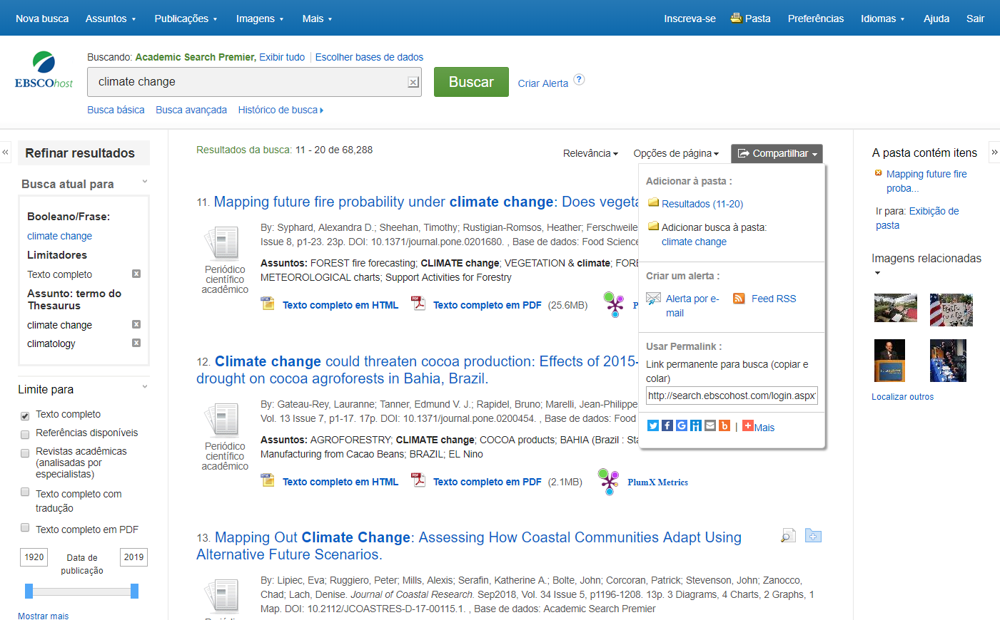 Nova busca Assuntos Publicações Imagens Mais Inscreva-se Pasta Preferências Idiomas Ajuda Sair
EBSCOhost
Buscando: Academic Search Premier, Exibir tudo | Escolher bases de dados
climate change
Buscar
Criar Alerta ?
Busca básica Busca avançada Histórico de busca
«
Refinar resultados
Busca atual para
Booleano/Frase:
climate change
Limitadores
Texto completo
Assunto: termo do
Thesaurus
climate change
climatology
Limite para
Texto completo
Referências disponíveis
Revistas acadêmicas
(analisadas por
especialistas)
Texto completo com
tradução
Texto completo em PDF
1920 Data de publicação 2019
Mostrar mais
Resultados da busca: 11 - 20 de 68,288
Relevância Opções de página Compartilhar
11. Mapping future fire probability under climate change: Does vegeta
By: Syphard, Alexandra D.; Sheehan, Timothy; Rustigian-Romsos, Heather; Ferschweile
Issue 8, p1-23. 23p. DOI: 10.1371/journal.pone.0201680. , Base de dados: Food Science
Periódico
científico
acadêmico
Assuntos: FOREST fire forecasting; CLIMATE change; VEGETATION & climate; FORE
METEOROLOGICAL charts; Support Activities for Forestry
Texto completo em HTML PDF Texto completo em PDF (25.6MB) P
12. Climate change could threaten cocoa production: Effects of 2015-
drought on cocoa agroforests in Bahia, Brazil.
By: Gateau-Rey, Lauranne; Tanner, Edmund V. J.; Rapidel, Bruno; Marelli, Jean-Philippe
Vol. 13 Issue 7, p1-17. 17p. DOI: 10.1371/journal.pone.0200454. , Base de dados: Food
Periódico
científico
acadêmico
Assuntos: AGROFORESTRY; CLIMATE change; COCOA products; BAHIA (Brazil : Sta
Manufacturing from Cacao Beans; BRAZIL; EL Nino
Texto completo em HTML PDF Texto completo em PDF (2.1MB) PlumX Metrics
13. Mapping Out Climate Change: Assessing How Coastal Communities Adapt Using
Alternative Future Scenarios.
By: Lipiec, Eva; Ruggiero, Peter; Mills, Alexis; Serafin, Katherine A.; Bolte, John; Corcoran, Patrick; Stevenson, John; Zanocco,
Chad; Lach, Denise. Journal of Coastal Research. Sep2018, Vol. 34 Issue 5, p1196-1208. 13p. 3 Diagrams, 4 Charts, 2 Graphs, 1
Map. DOI: 10.2112/JCOASTRES-D-17-00115.1. , Base de dados: Academic Search Premier
Adicionar à pasta :
Resultados (11-20)
Adicionar busca à pasta:
climate change
Criar um alerta :
Alerta por e-
mail
Feed RSS
Usar Permalink :
Link permanente para busca (copiar e
colar)
http://search.ebscohost.com/login.aspx
| Mais
»
A pasta contém itens
Mapping future fire
proba...
Ir para: Exibição de
pasta
Imagens relacionadas
Localizar outros